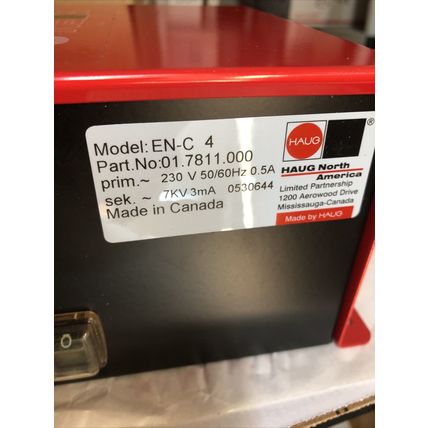 Model: EN-C 4
Part.No:01.7811.000
prim.~ 230 V 50/60Hz 0.5A
sek. ~ 7KV 3mA 0530644
Made in Canada
HAUG
®
HAUG North
America
Limited Partnership
1200 Aerowood Drive
Mississauga-Canada
Made by HAUG
0